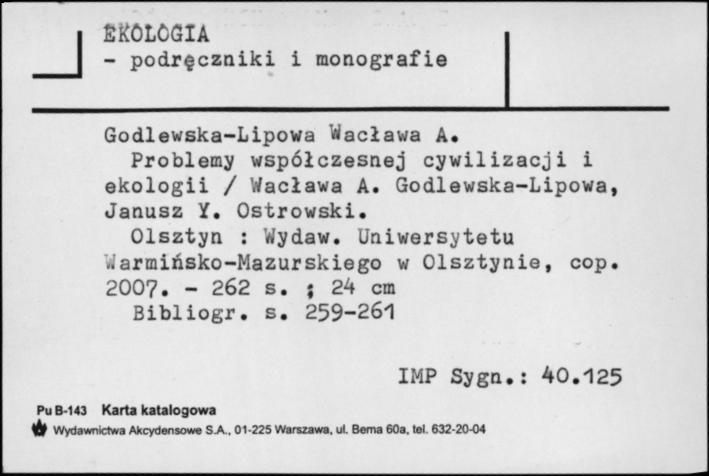 EKOLOGIA
- podręczniki i monografie
Godlewska-Lipowa Wacława A.
Problemy współczesnej cywilizacji i
ekologii / Wacława A. Godlewska-Lipowa,
Janusz Y. Ostrowski.
Olsztyn : Wydaw. Uniwersytetu
Warmińsko-Mazurskiego w Olsztynie, cop.
2007. - 262 s. ; 24 cm
Bibliogr. s. 259-261
IMP Sygn.: 40.125
Pu B-143 Karta katalogowa
Wydawnictwa Akcydensowe S.A., 01-225 Warszawa, ul. Bema 60a, tel. 632-20-04